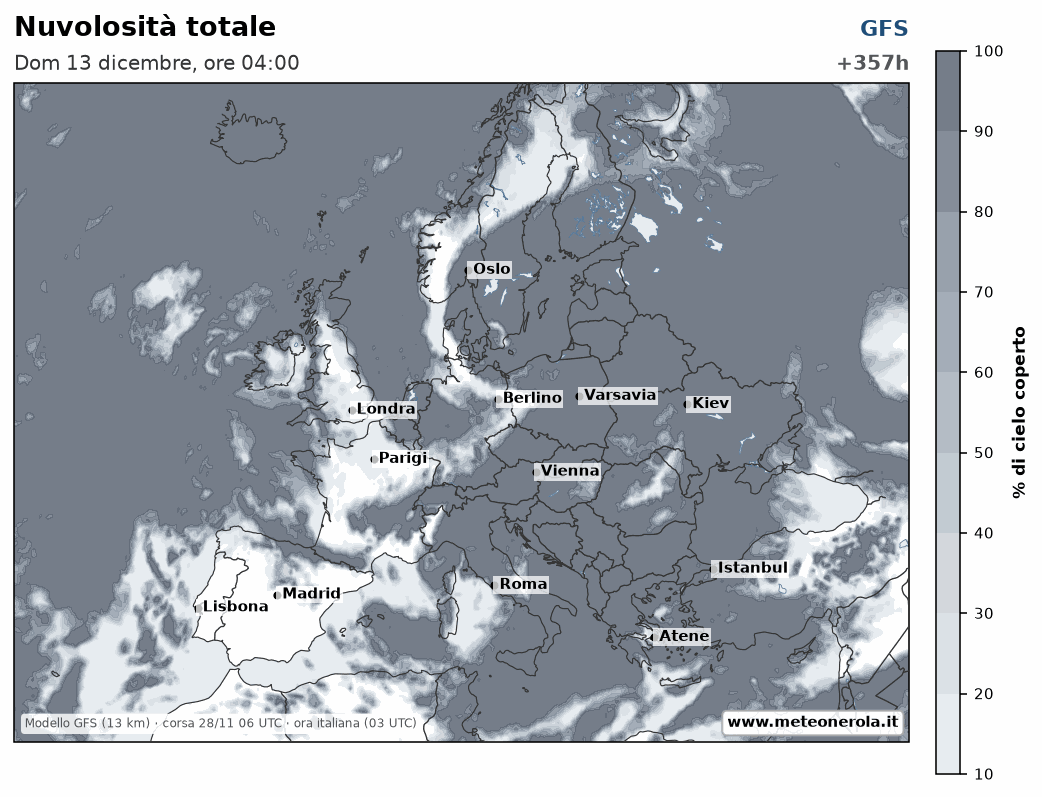 Nuvolosità totale
GFS
Dom 13 dicembre, ore 04:00
+357h
Oslo
Londra
Berlino
Varsavia
Kiev
Parigi
Vienna
Istanbul
Roma
Madrid
Lisbona
Atene
Modello GFS (13 km) · corsa 28/11 06 UTC · ora italiana (03 UTC)
www.meteonerola.it
100
90
80
70
60
50
40
30
20
10
% di cielo coperto